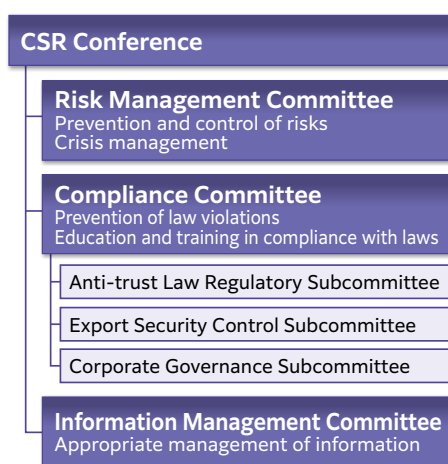 CSR Conference
Risk Management Committee
Prevention and control of risks
Crisis management
Compliance Committee
Prevention of law violations
Education and training in compliance with laws
Anti-trust Law Regulatory Subcommittee
Export Security Control Subcommittee
Corporate Governance Subcommittee
Information Management Committee
Appropriate management of information